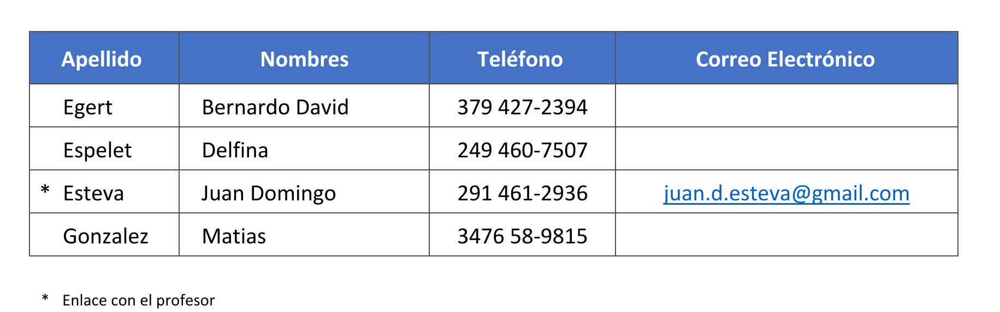 Apellido Nombres Teléfono Correo Electrónico
Egert Bernardo David 379 427-2394
Espelet Delfina 249 460-7507
* Esteva Juan Domingo 291 461-2936 juan.d.esteva@gmail.com
Gonzalez Matias 3476 58-9815
* Enlace con el profesor